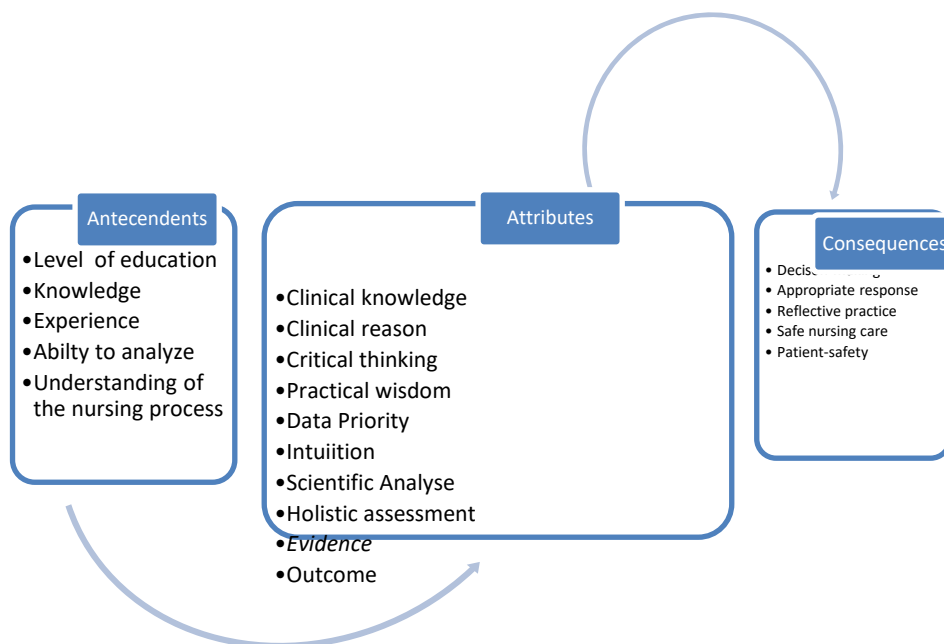 Antecendents
•Level of education
•Knowledge
•Experience
•Abilty to analyze
•Understanding of
the nursing process
Attributes
•Clinical knowledge
•Clinical reason
•Critical thinking
•Practical wisdom
•Data Priority
•Intuiition
•Scientific Analyse
•Holistic assessment
•Evidence
•Outcome
Consequences
•
• Appropriate response
• Reflective practice
• Safe nursing care
• Patient-safety